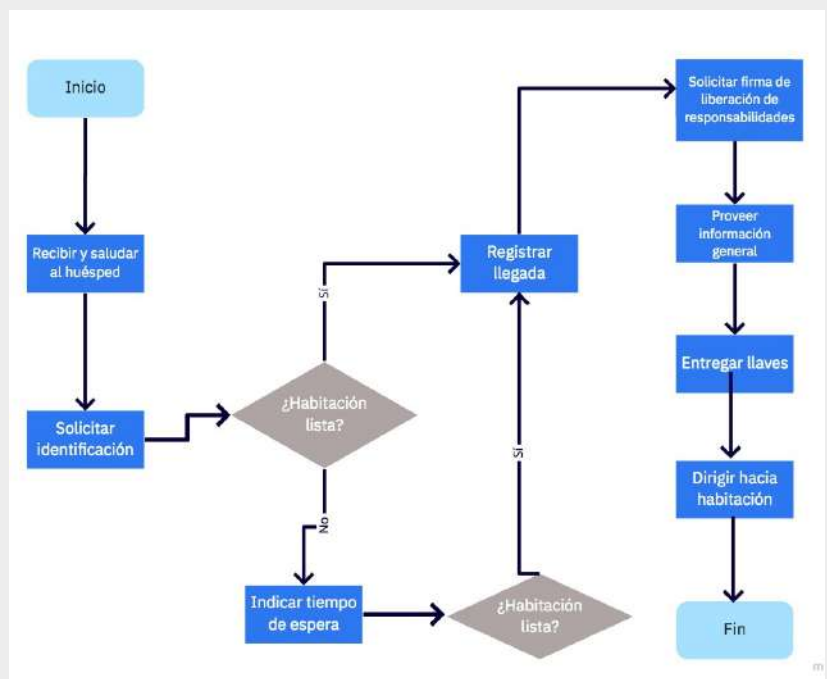 Inicio
Recibir y saludar
al huésped
Solicitar
identificación
¿Habitación
lista?
Sí
No
Indicar tiempo
de espera
¿Habitación
lista?
Sí
Registrar
llegada
Solicitar firma de
liberación de
responsabilidades
Proveer
información
general
Entregar llaves
Dirigir hacia
habitación
Fin
m